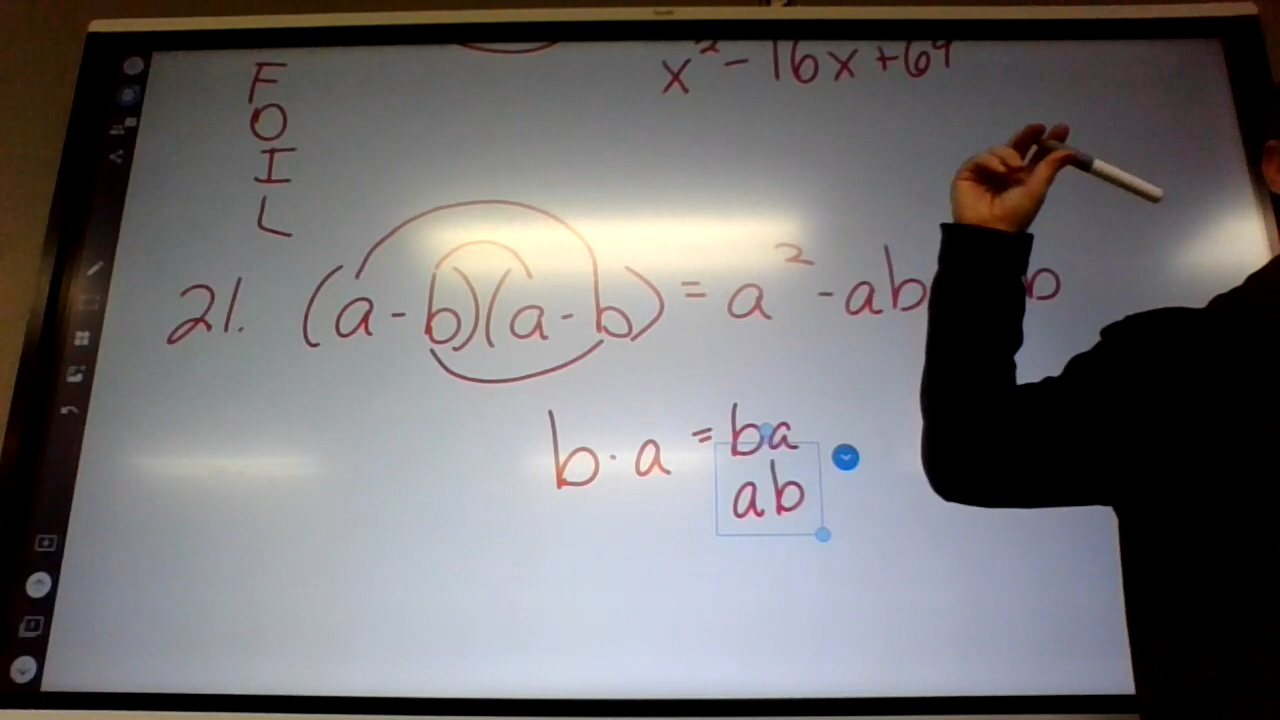 x² - 16x + 64
F
O
I
L
21. (a - b)(a - b) = a² - ab b
b · a = ba
ab